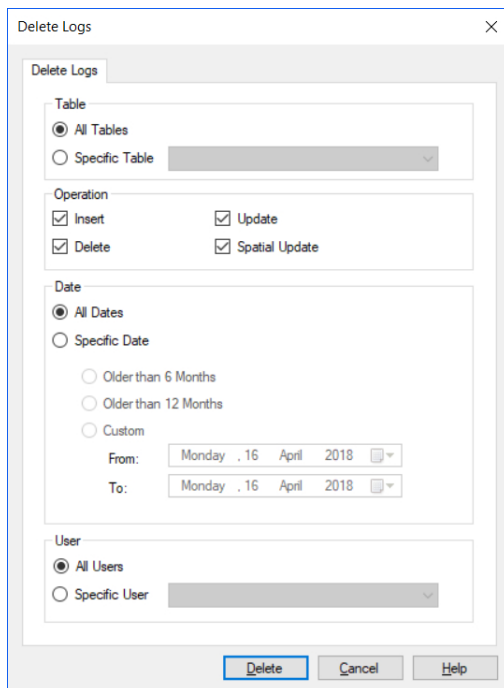 Delete Logs
Delete Logs
Table
All Tables
Specific Table
Operation
Insert Update
Delete Spatial Update
Date
All Dates
Specific Date
Older than 6 Months
Older than 12 Months
Custom
From: Monday , 16 April 2018
To: Monday , 16 April 2018
User
All Users
Specific User
Delete Cancel Help